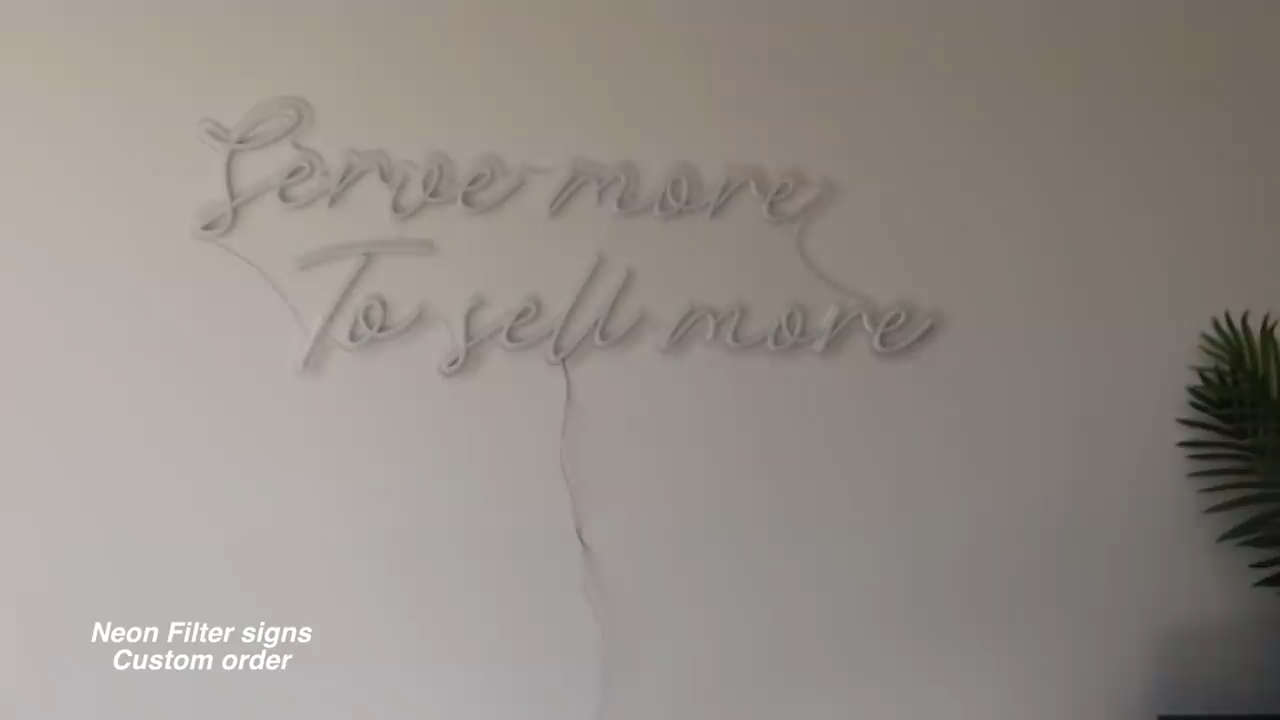 Serve more
To sell more
Neon Filter signs
Custom order